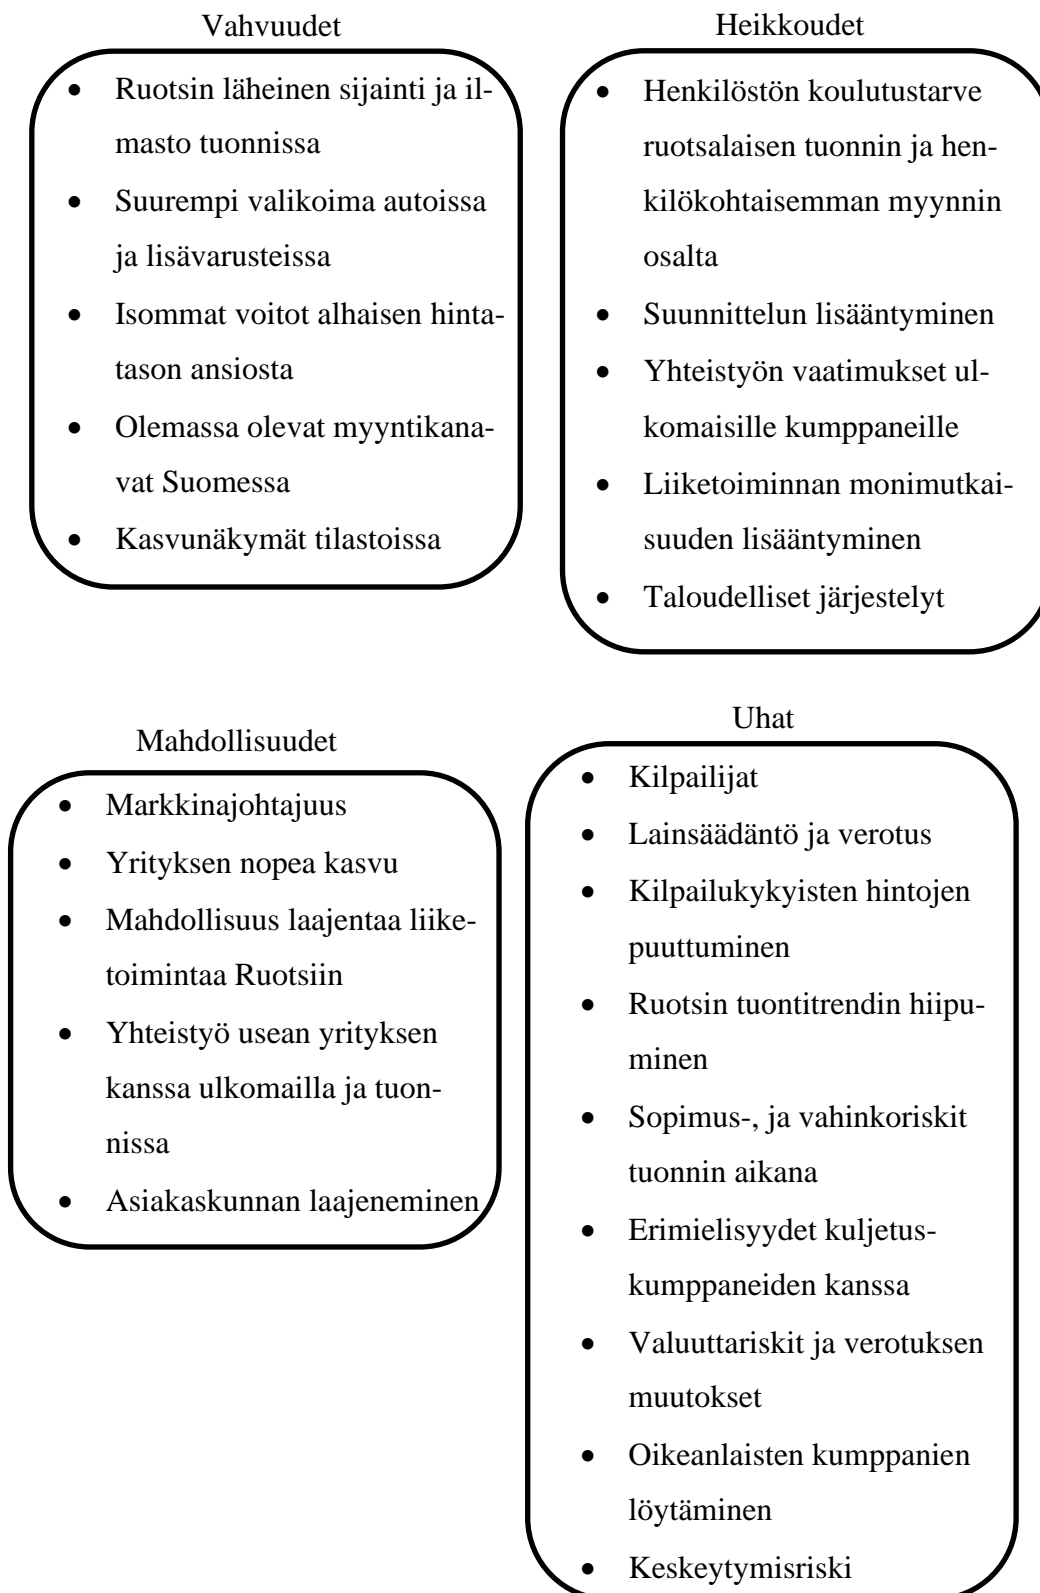 Vahvuudet
• Ruotsin läheinen sijainti ja il-
masto tuonnissa
• Suurempi valikoima autoissa
ja lisävarusteissa
• Isommat voitot alhaisen hinta-
tason ansiosta
• Olemassa olevat myyntikana-
vat Suomessa
• Kasvunäkymät tilastoissa
Heikkoudet
• Henkilöstön koulutustarve
ruotsalaisen tuonnin ja hen-
kilökohtaisemman myynnin
osalta
• Suunnittelun lisääntyminen
• Yhteistyön vaatimukset ul-
komaisille kumppaneille
• Liiketoiminnan monimutkai-
suuden lisääntyminen
• Taloudelliset järjestelyt
Mahdollisuudet
• Markkinajohtajuus
• Yrityksen nopea kasvu
• Mahdollisuus laajentaa liike-
toimintaa Ruotsiin
• Yhteistyö usean yrityksen
kanssa ulkomailla ja tuon-
nissa
• Asiakaskunnan laajeneminen
Uhat
• Kilpailijat
• Lainsäädäntö ja verotus
• Kilpailukykyisten hintojen
puuttuminen
• Ruotsin tuontitrendin hiipu-
minen
• Sopimus-, ja vahinkoriskit
tuonnin aikana
• Erimielisyydet kuljetus-
kumppaneiden kanssa
• Valuuttariskit ja verotuksen
muutokset
• Oikeanlaisten kumppanien
löytäminen
• Keskeytymisriski